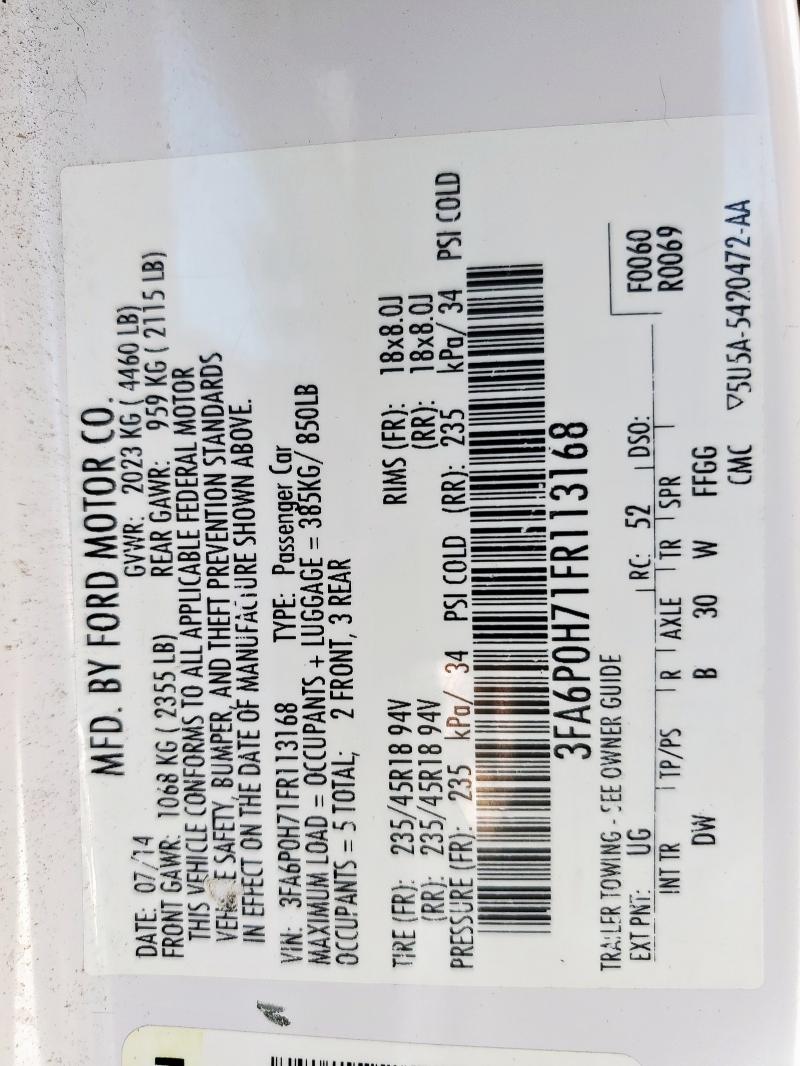 MFD. BY FORD MOTOR CO.
DATE: 07/14 GVWR: 2023 KG ( 4460 LB)
FRONT GAWR: 1068 KG ( 2355 LB) REAR GAWR: 959 KG ( 2115 LB)
THIS VEHICLE CONFORMS TO ALL APPLICABLE FEDERAL MOTOR
VEHICLE SAFETY, BUMPER, AND THEFT PREVENTION STANDARDS
IN EFFECT ON THE DATE OF MANUFACTURE SHOWN ABOVE.
VIN: 3FA6P0H71FR113168 TYPE: Passenger Car
MAXIMUM LOAD = OCCUPANTS + LUGGAGE = 385KG/ 850LB
OCCUPANTS = 5 TOTAL; 2 FRONT, 3 REAR
TIRE (FR): 235/45R18 94V RIMS (FR): 18x8.0J
(RR): 235/45R18 94V (RR): 18x8.0J
PRESSURE (FR): 235 kPa/ 34 PSI COLD (RR): 235 kPa/ 34 PSI COLD
3FA6P0H71FR113168
TRAILER TOWING - SEE OWNER GUIDE
EXT PNT: UG RC: 52 DSO: F0060
R0069
INT TR TP/PS R AXLE TR SPR
DW B 30 W FFGG
CMC ▽5U5A-5420472-AA